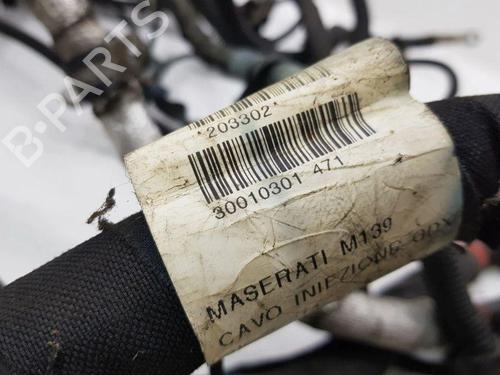 B-PARTS
*203302*
30010301 471
MASERATI M139
CAVO INIEZIONE